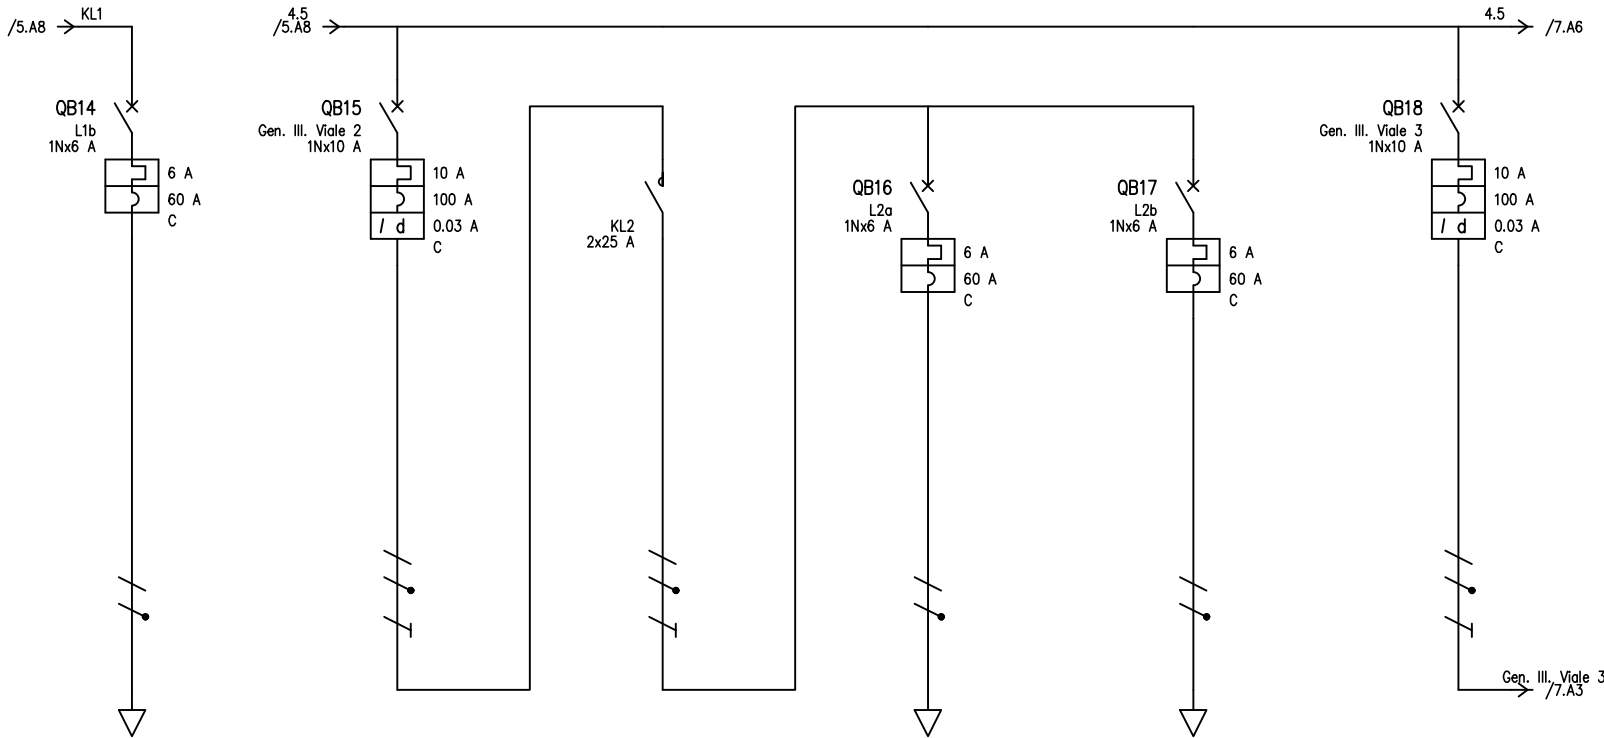 KL1
/5.A8
4.5
/5.A8
4.5
/7.A6
QB14
L1b
1Nx6 A
6 A
60 A
C
QB15
Gen. Ill. Viale 2
1Nx10 A
10 A
100 A
I d
0.03 A
C
KL2
2x25 A
QB16
L2a
1Nx6 A
6 A
60 A
C
QB17
L2b
1Nx6 A
6 A
60 A
C
QB18
Gen. Ill. Viale 3
1Nx10 A
10 A
100 A
I d
0.03 A
C
Gen. Ill. Viale 3
/7.A3